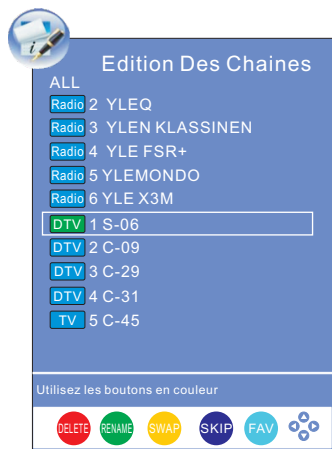 i
Edition Des Chaines
ALL
Radio 2 YLEQ
Radio 3 YLEN KLASSINEN
Radio 4 YLE FSR+
Radio 5 YLEMONDO
Radio 6 YLE X3M
DTV 1 S-06
DTV 2 C-09
DTV 3 C-29
DTV 4 C-31
TV 5 C-45
Utilisez les boutons en couleur
DELETE RENAME SWAP SKIP FAV